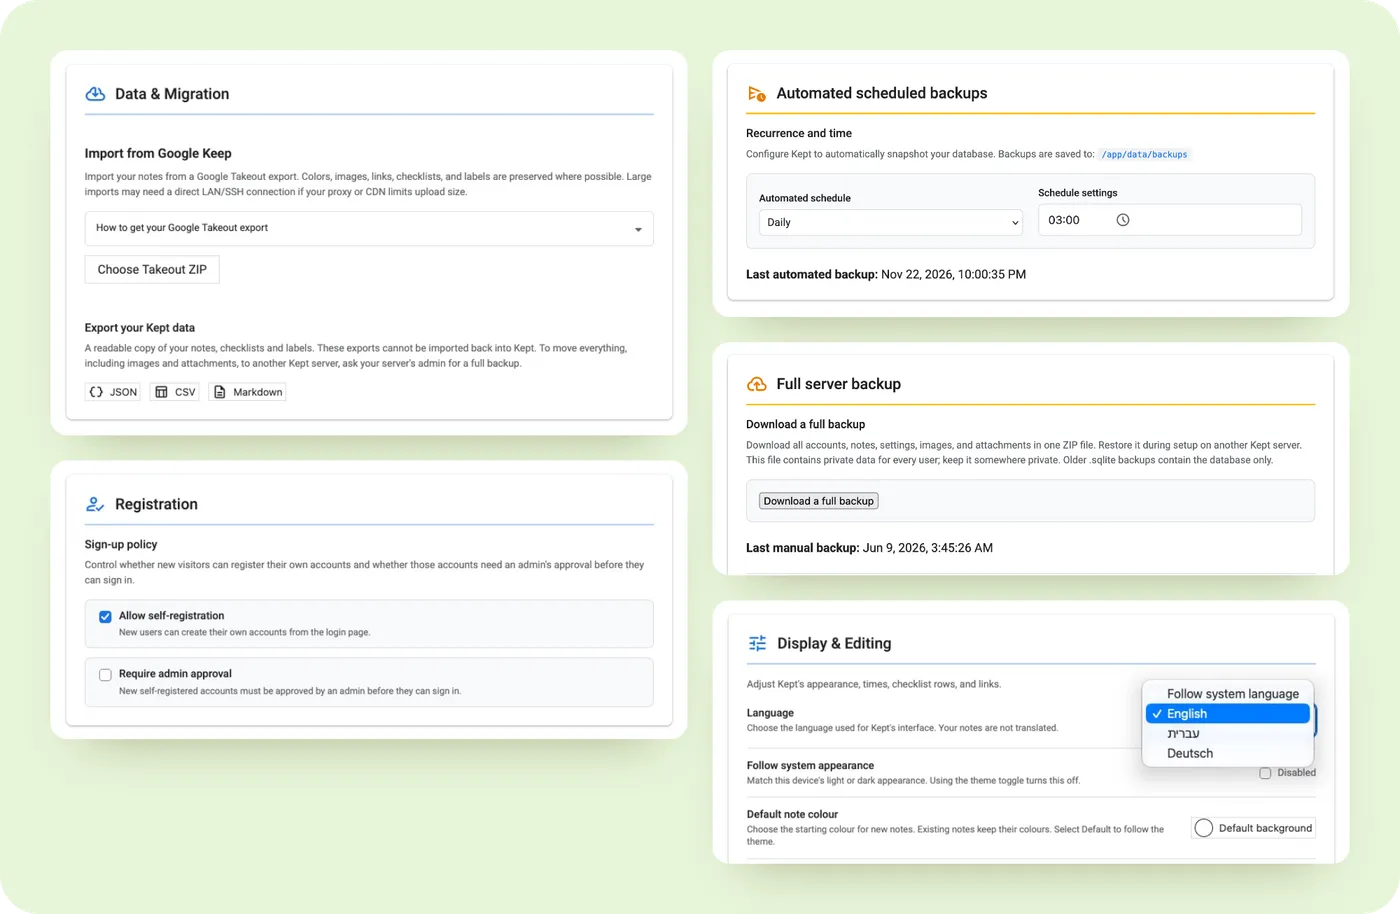 Data & Migration
Import from Google Keep
Import your notes from a Google Takeout export. Colors, images, links, checklists, and labels are preserved where possible. Large
imports may need a direct LAN/SSH connection if your proxy or CDN limits upload size.
How to get your Google Takeout export
Choose Takeout ZIP
Export your Kept data
A readable copy of your notes, checklists and labels. These exports cannot be imported back into Kept. To move everything,
including images and attachments, to another Kept server, ask your server's admin for a full backup.
JSON
CSV
Markdown
Registration
Sign-up policy
Control whether new visitors can register their own accounts and whether those accounts need an admin's approval before they
can sign in.
Allow self-registration
New users can create their own accounts from the login page.
Require admin approval
New self-registered accounts must be approved by an admin before they can sign in.
Automated scheduled backups
Recurrence and time
Configure Kept to automatically snapshot your database. Backups are saved to: /app/data/backups
Automated schedule
Daily
Schedule settings
03:00
Last automated backup: Nov 22, 2026, 10:00:35 PM
Full server backup
Download a full backup
Download all accounts, notes, settings, images, and attachments in one ZIP file. Restore it during setup on another Kept server.
This file contains private data for every user; keep it somewhere private. Older .sqlite backups contain the database only.
Download a full backup
Last manual backup: Jun 9, 2026, 3:45:26 AM
Display & Editing
Adjust Kept's appearance, times, checklist rows, and links.
Language
Choose the language used for Kept's interface. Your notes are not translated.
Follow system language
English
עברית
Deutsch
Follow system appearance
Match this device's light or dark appearance. Using the theme toggle turns this off.
Disabled
Default note colour
Choose the starting colour for new notes. Existing notes keep their colours. Select Default to follow the
theme.
Default background